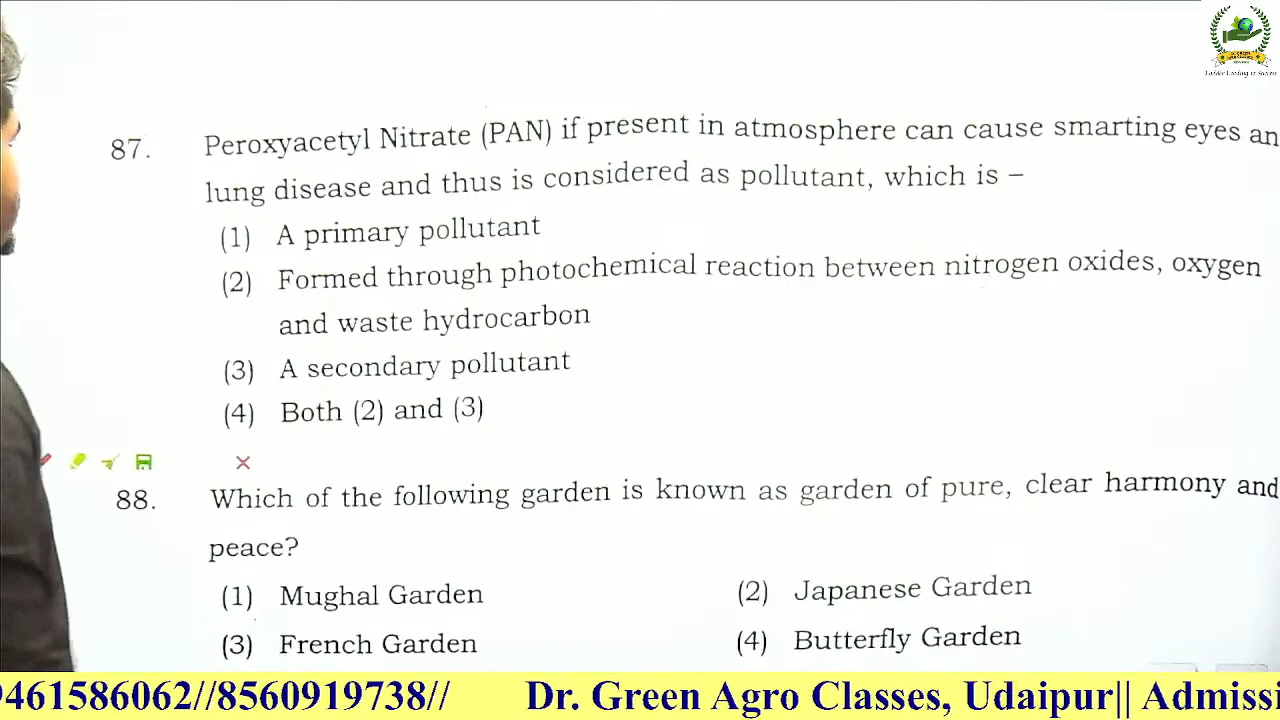 87. Peroxyacetyl Nitrate (PAN) if present in atmosphere can cause smarting eyes an
lung disease and thus is considered as pollutant, which is –
(1) A primary pollutant
(2) Formed through photochemical reaction between nitrogen oxides, oxygen
and waste hydrocarbon
(3) A secondary pollutant
(4) Both (2) and (3)
88. Which of the following garden is known as garden of pure, clear harmony and
peace?
(1) Mughal Garden (2) Japanese Garden
(3) French Garden (4) Butterfly Garden
9461586062//8560919738// Dr. Green Agro Classes, Udaipur|| Admissi